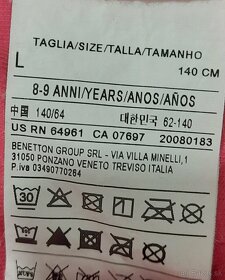 TAGLIA/SIZE/TALLA/TAMANHO
L
140 CM
8-9 ANNI/YEARS/ANOS/AÑOS
中国 140/64 대한민국 62-140
US RN 64961 CA 07697 20080183
BENETTON GROUP SRL - VIA VILLA MINELLI,1
31050 PONZANO VENETO TREVISO ITALIA
P.iva 03490770264
30